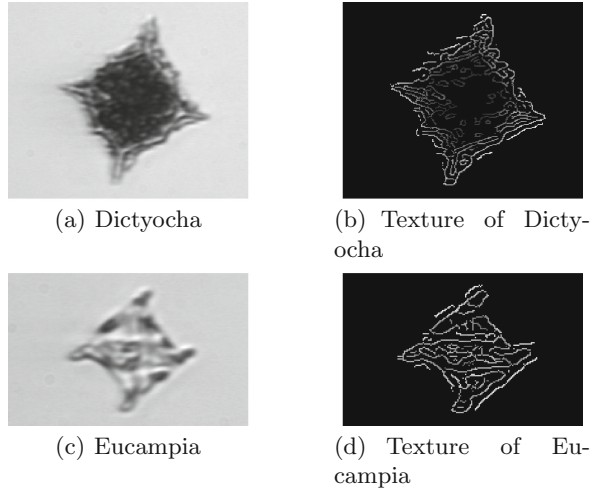 (a) Dictyocha
(b) Texture of Dicty-
ocha
(c) Eucampia
(d) Texture of Eu-
campia